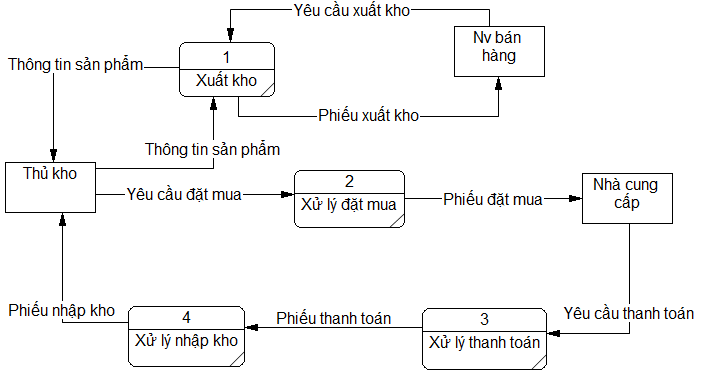 Yêu cầu xuất kho
Nv bán
hàng
1
Xuất kho
Thông tin sản phẩm
Phiếu xuất kho
Thông tin sản phẩm
Thủ kho
Yêu cầu đặt mua
2
Xử lý đặt mua
Phiếu đặt mua
Nhà cung
cấp
Phiếu nhập kho
4
Xử lý nhập kho
Phiếu thanh toán
3
Xử lý thanh toán
Yêu cầu thanh toán